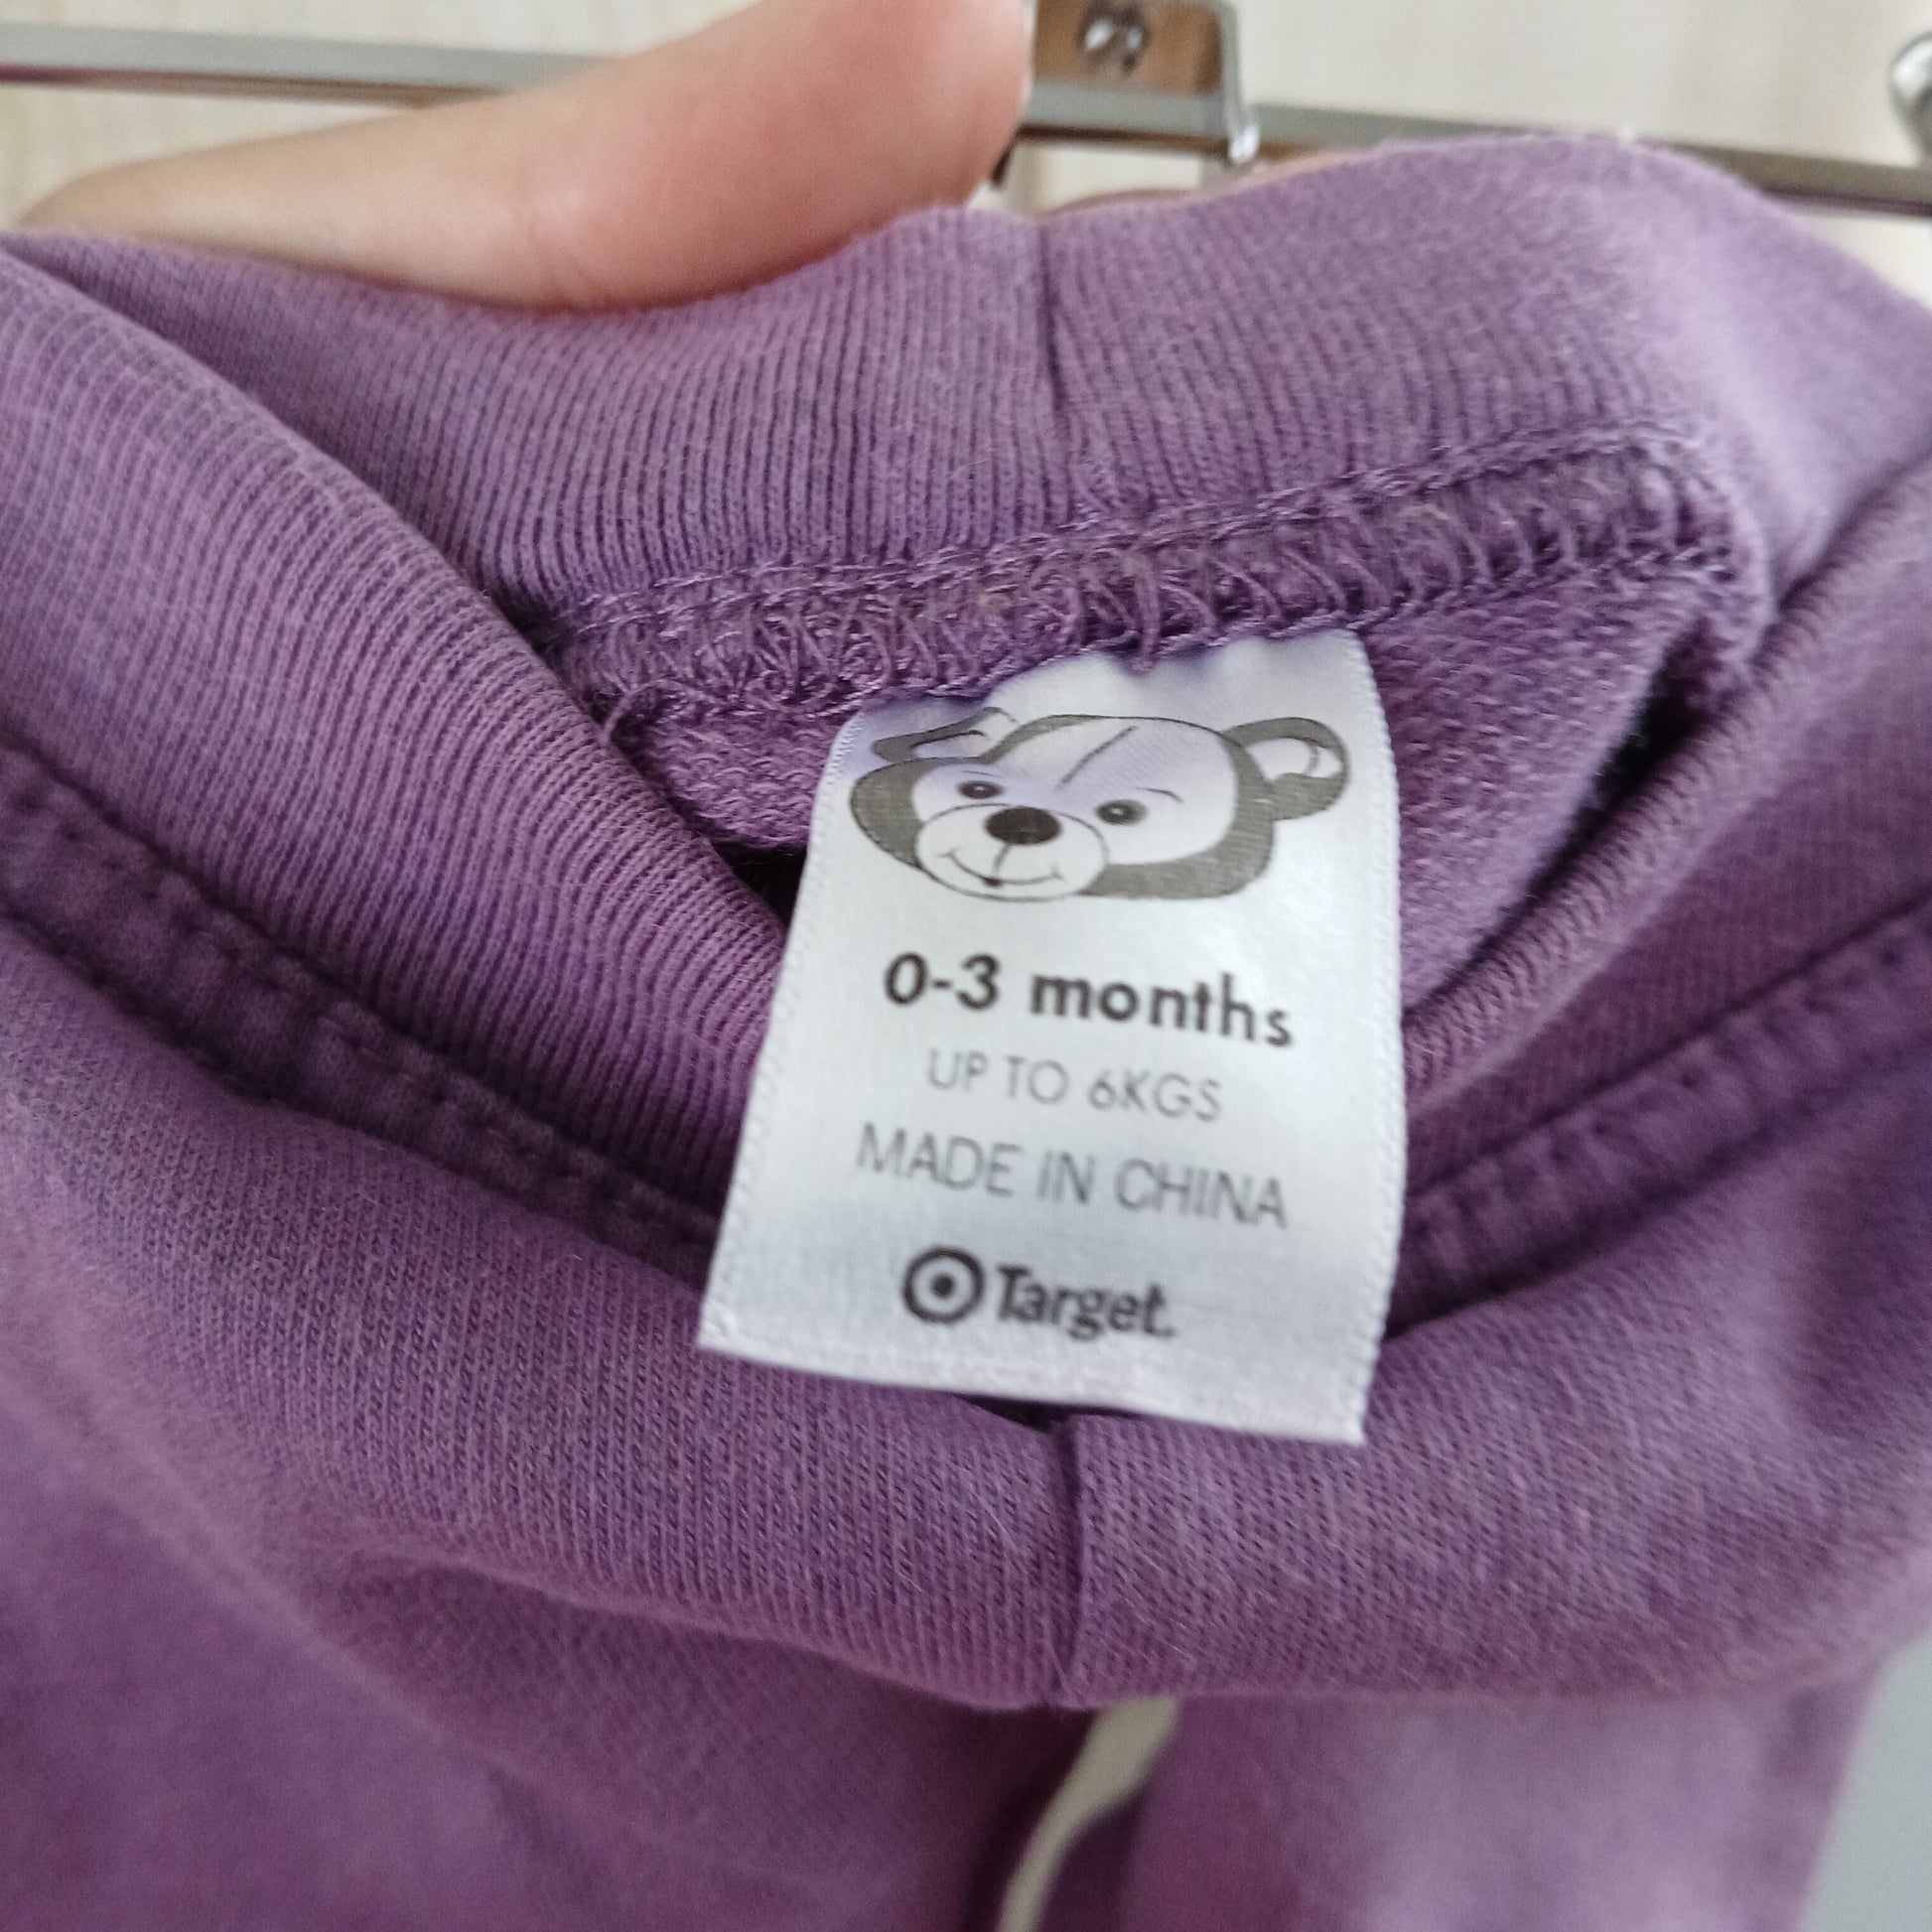 0-3 months
UP TO 6KGS
MADE IN CHINA
Target.